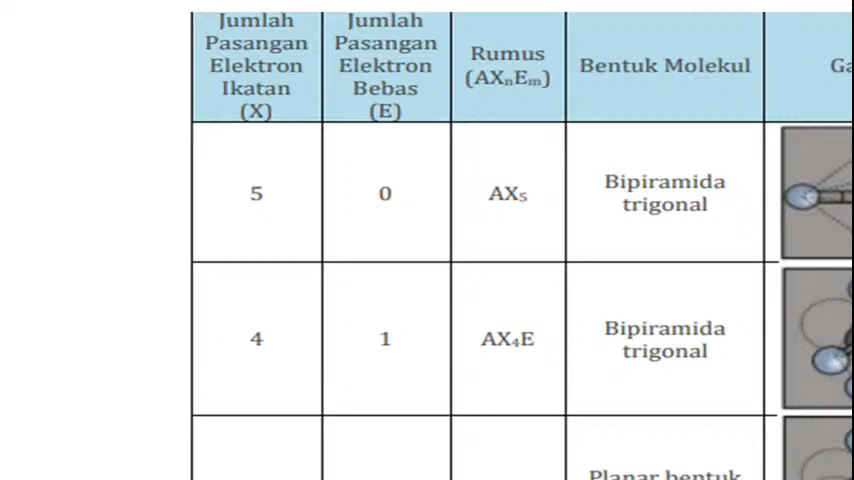 Jumlah
Pasangan
Elektron
Ikatan
(X)
Jumlah
Pasangan
Elektron
Bebas
(E)
Rumus
(AXₙEₘ)
Bentuk Molekul
Ga
5
0
AX₅
Bipiramida
trigonal
4
1
AX₄E
Bipiramida
trigonal
Planar bentuk